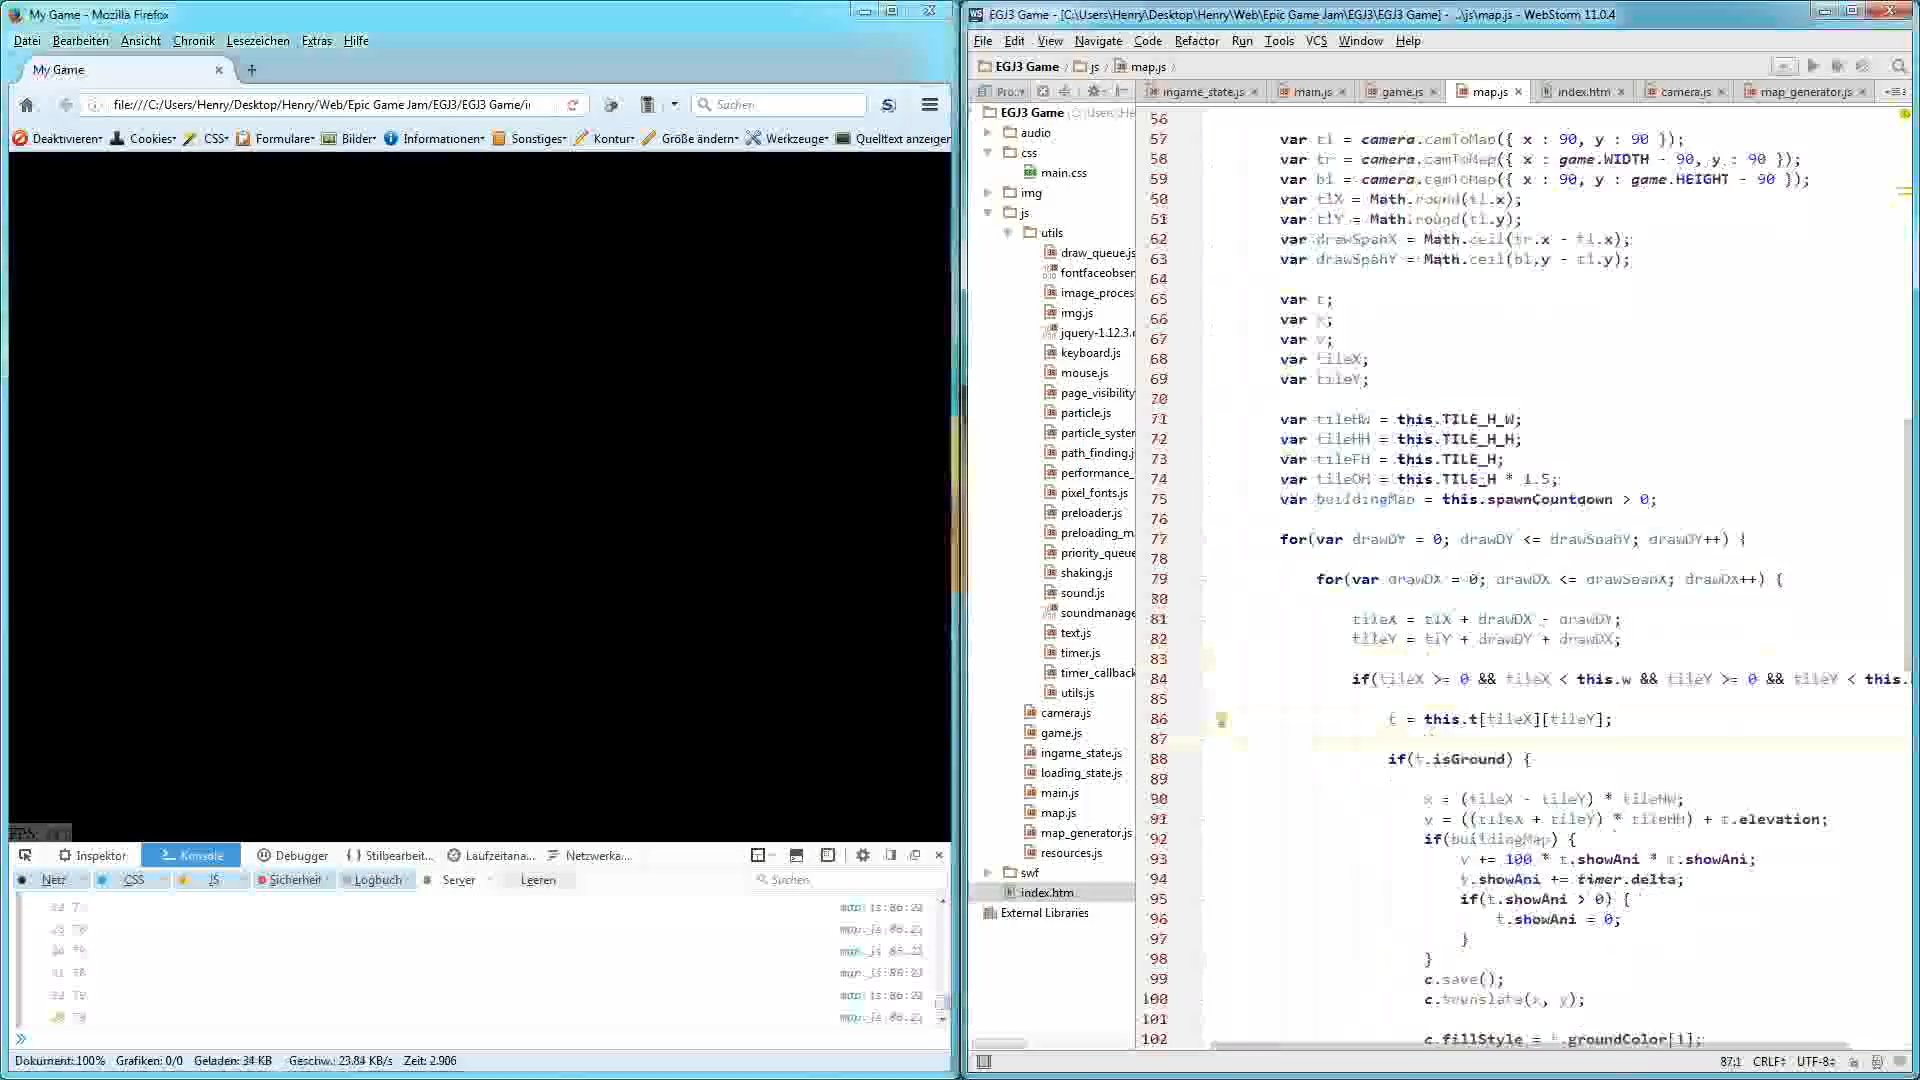 My Game - Mozilla Firefox
Datei Bearbeiten Ansicht Chronik Lesezeichen Extras Hilfe
My Game
file:///C:/Users/Henry/Desktop/Henry/Web/Epic Game Jam/EGJ3/EGJ3 Game/i
Suchen
Deaktivieren Cookies CSS Formulare Bilder Informationen Sonstiges Kontur Größe ändern Werkzeuge Quelltext anzeigen
Inspektor Konsole Debugger Stilbearbeit... Laufzeitana... Netzwerka...
Netz CSS JS Sicherheit Logbuch Server Leeren Suchen
Dokument: 100% Grafiken: 0/0 Geladen: 34 KB Geschw.: 23,84 KB/s Zeit: 2.906
EGJ3 Game - [C:\Users\Henry\Desktop\Henry\Web\Epic Game Jam\EGJ3\EGJ3 Game] - ...\js\map.js - WebStorm 11.0.4
File Edit View Navigate Code Refactor Run Tools VCS Window Help
EGJ3 Game js map.js
Pro. ingame_state.js main.js game.js map.js index.htm camera.js map_generator.js
EGJ3 Game
audio
css
main.css
img
js
utils
draw_queue.js
fontfaceobser
image_proces
img.js
jquery-1.12.3.
keyboard.js
mouse.js
page_visibility
particle.js
particle_system
path_finding.j
performance_
pixel_fonts.js
preloader.js
preloading_m
priority_queue
shaking.js
sound.js
soundmanage
text.js
timer.js
timer_callback
utils.js
camera.js
game.js
ingame_state.js
loading_state.js
main.js
map.js
map_generator.js
resources.js
swf
index.htm
External Libraries
56
57 var tl = camera.camToMap({ x : 90, y : 90 });
58 var tr = camera.camToMap({ x : game.WIDTH - 90, y : 90 });
59 var bl = camera.camToMap({ x : 90, y : game.HEIGHT - 90 });
60 var tlX = Math.round(tl.x);
61 var tlY = Math.round(tl.y);
62 var drawSpanX = Math.ceil(tr.x - tl.x);
63 var drawSpanY = Math.ceil(bl.y - tl.y);
64
65 var t;
66 var x;
67 var y;
68 var tileX;
69 var tileY;
70
71 var tileHW = this.TILE_H_W;
72 var tileHH = this.TILE_H_H;
73 var tileFH = this.TILE_H;
74 var tileOH = this.TILE_H * 1.5;
75 var buildingMap = this.spawnCountdown > 0;
76
77 for(var drawDY = 0; drawDY <= drawSpanY; drawDY++) {
78
79 for(var drawDX = 0; drawDX <= drawSpanX; drawDX++) {
80
81 tileX = tlX + drawDX - drawDY;
82 tileY = tlY + drawDY + drawDX;
83
84 if(tileX >= 0 && tileX < this.w && tileY >= 0 && tileY < this.
85
86 t = this.t[tileX][tileY];
87
88 if(t.isGround) {
89
90 x = (tileX - tileY) * tileHW;
91 y = ((tileX + tileY) * tileHH) + t.elevation;
92 if(buildingMap) {
93 y += 100 * t.showAni * t.showAni;
94 t.showAni += timer.delta;
95 if(t.showAni > 0) {
96 t.showAni = 0;
97 }
98 }
99 c.save();
100 c.translate(x, y);
101
102 c.fillStyle = t.groundColor[1];
87:1 CRLF UTF-8